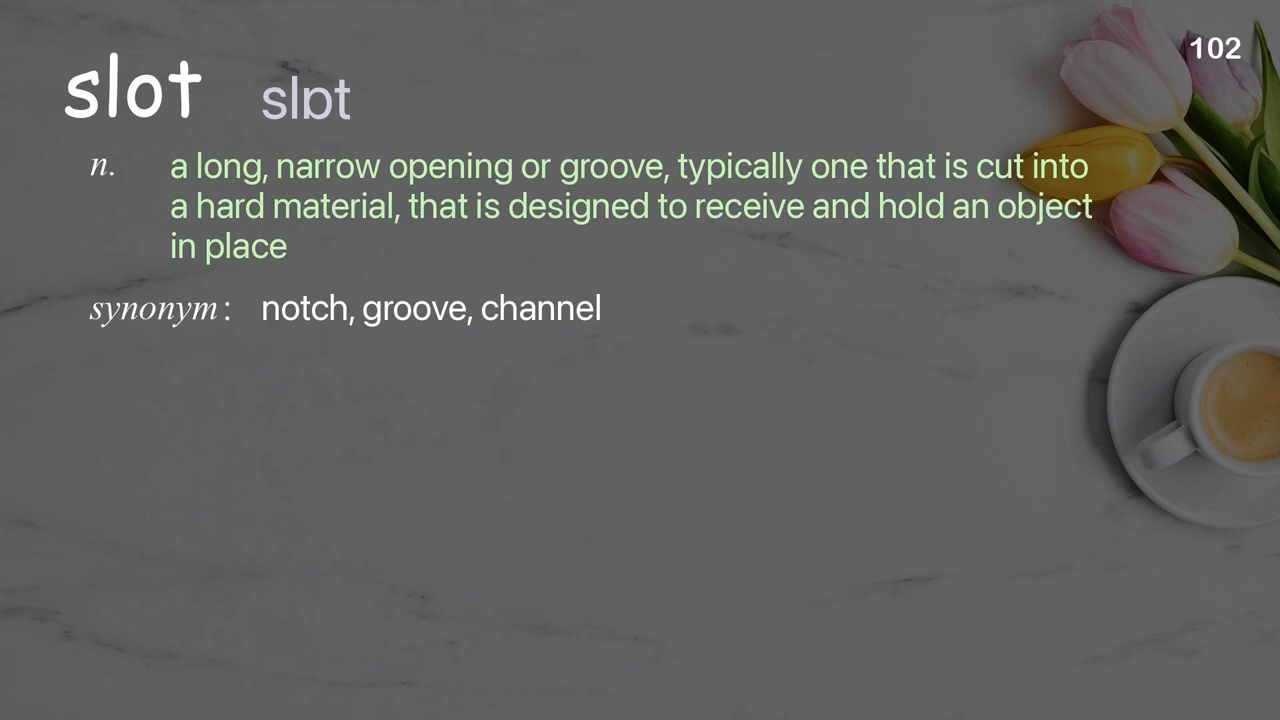 102
slot slɒt
n. a long, narrow opening or groove, typically one that is cut into
a hard material, that is designed to receive and hold an object
in place
synonym: notch, groove, channel